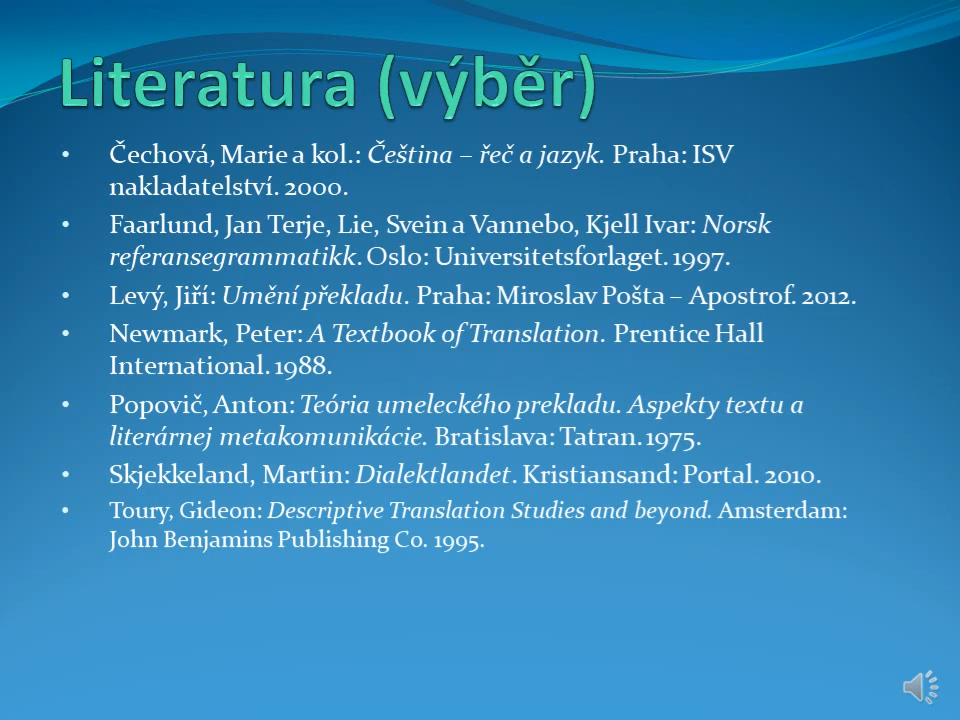 Literatura (výběr)
• Čechová, Marie a kol.: Čeština – řeč a jazyk. Praha: ISV
nakladatelství. 2000.
• Faarlund, Jan Terje, Lie, Svein a Vannebo, Kjell Ivar: Norsk
referansegrammatikk. Oslo: Universitetsforlaget. 1997.
• Levý, Jiří: Umění překladu. Praha: Miroslav Pošta – Apostrof. 2012.
• Newmark, Peter: A Textbook of Translation. Prentice Hall
International. 1988.
• Popovič, Anton: Teória umeleckého prekladu. Aspekty textu a
literárnej metakomunikácie. Bratislava: Tatran. 1975.
• Skjekkeland, Martin: Dialektlandet. Kristiansand: Portal. 2010.
• Toury, Gideon: Descriptive Translation Studies and beyond. Amsterdam:
John Benjamins Publishing Co. 1995.